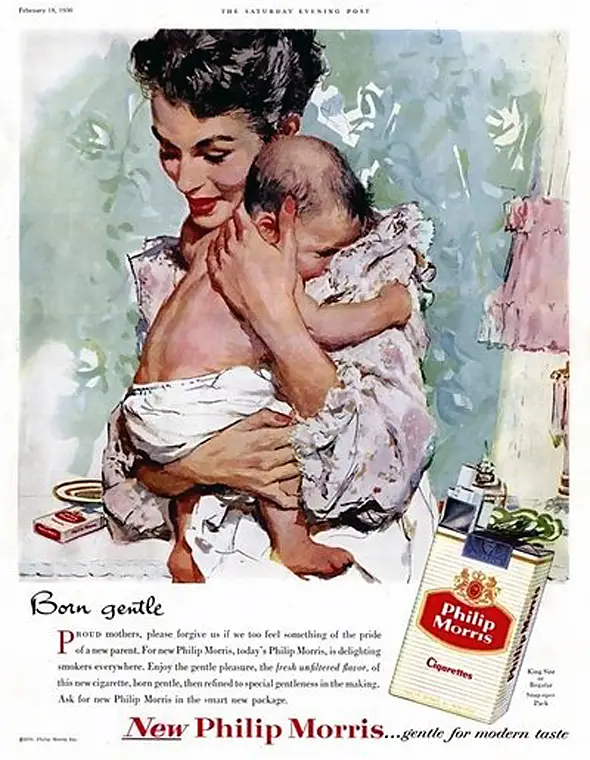 February 18, 1956
THE SATURDAY EVENING POST
Born gentle
PROUD mothers, please forgive us if we too feel something of the pride
of a new parent. For new Philip Morris, today's Philip Morris, is delighting
smokers everywhere. Enjoy the gentle pleasure, the fresh unfiltered flavor, of
this new cigarette, born gentle, then refined to special gentleness in the making.
Ask for new Philip Morris in the smart new package.
Philip
Morris
Cigarettes
King Size
or
Regular
Snap-open
Pack
New Philip Morris...gentle for modern taste
Philip Morris Inc.